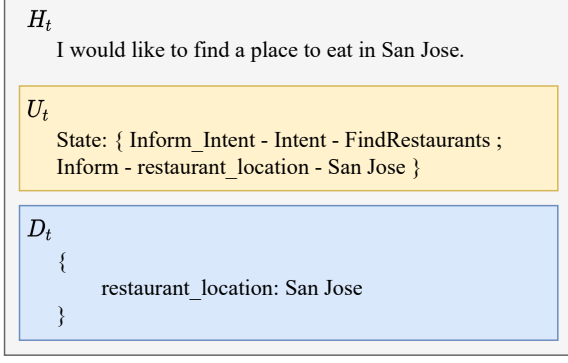 H_t
I would like to find a place to eat in San Jose.
U_t
State: { Inform_Intent - Intent - FindRestaurants ;
Inform - restaurant_location - San Jose }
D_t
{
restaurant_location: San Jose
}